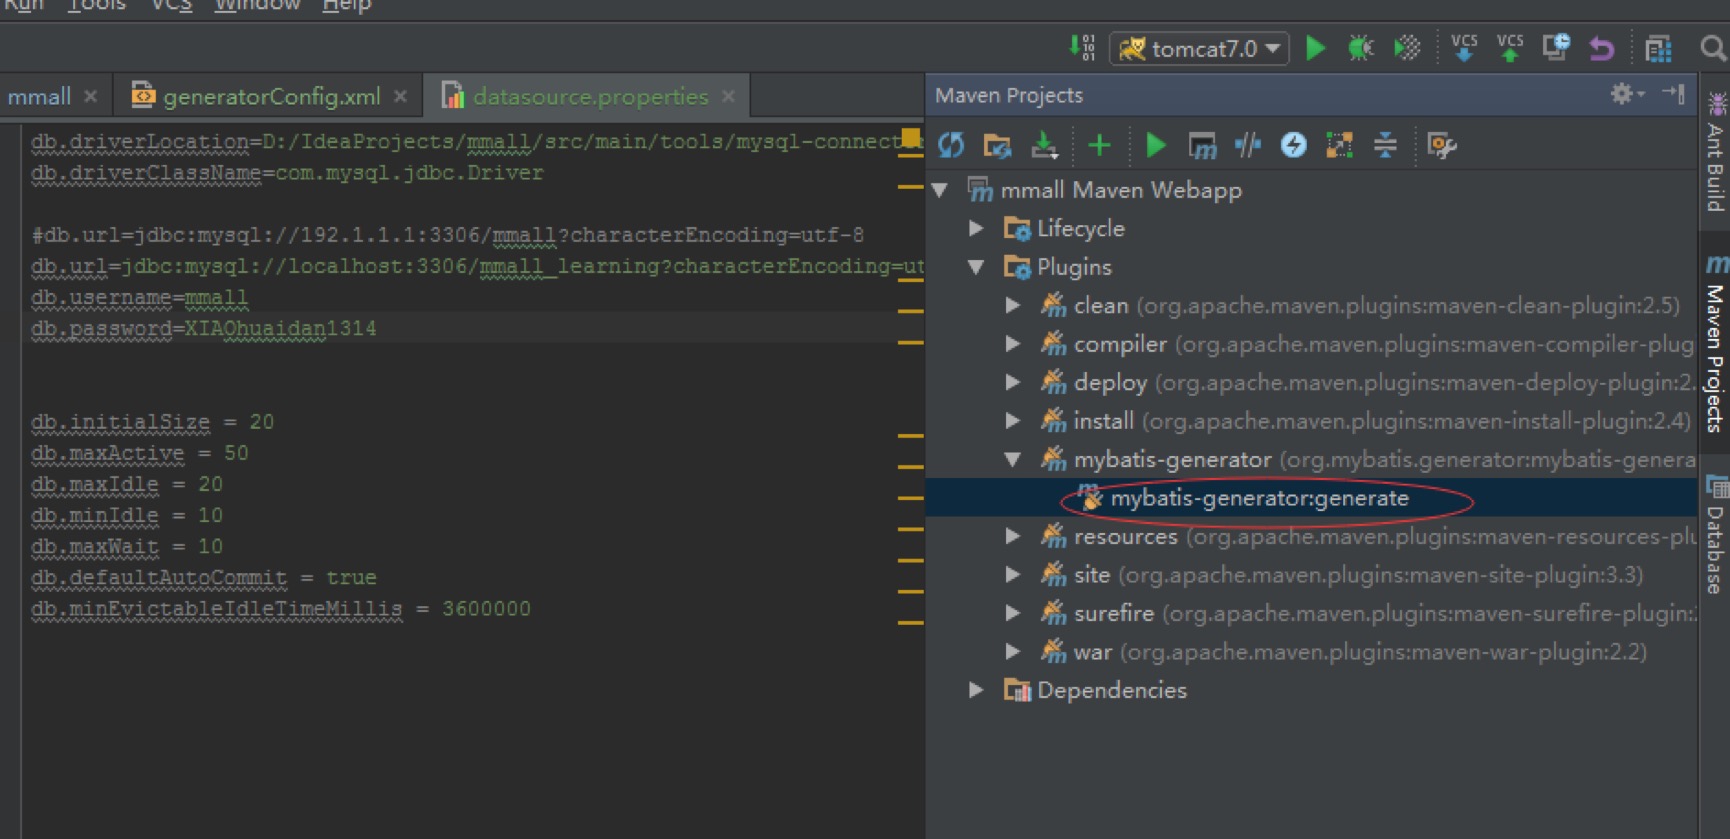 Run Tools VCS Window Help
tomcat7.0 VCS VCS
mmall generatorConfig.xml datasource.properties
db.driverLocation=D:/IdeaProjects/mmall/src/main/tools/mysql-connect
db.driverClassName=com.mysql.jdbc.Driver
#db.url=jdbc:mysql://192.1.1.1:3306/mmall?characterEncoding=utf-8
db.url=jdbc:mysql://localhost:3306/mmall_learning?characterEncoding=ut
db.username=mmall
db.password=XIAOhuaidan1314
db.initialSize = 20
db.maxActive = 50
db.maxIdle = 20
db.minIdle = 10
db.maxWait = 10
db.defaultAutoCommit = true
db.minEvictableIdleTimeMillis = 3600000
Maven Projects
mmall Maven Webapp
Lifecycle
Plugins
clean (org.apache.maven.plugins:maven-clean-plugin:2.5)
compiler (org.apache.maven.plugins:maven-compiler-plug
deploy (org.apache.maven.plugins:maven-deploy-plugin:2.
install (org.apache.maven.plugins:maven-install-plugin:2.4)
mybatis-generator (org.mybatis.generator:mybatis-genera
mybatis-generator:generate
resources (org.apache.maven.plugins:maven-resources-plu
site (org.apache.maven.plugins:maven-site-plugin:3.3)
surefire (org.apache.maven.plugins:maven-surefire-plugin:2
war (org.apache.maven.plugins:maven-war-plugin:2.2)
Dependencies
Ant Build
Maven Projects
Database